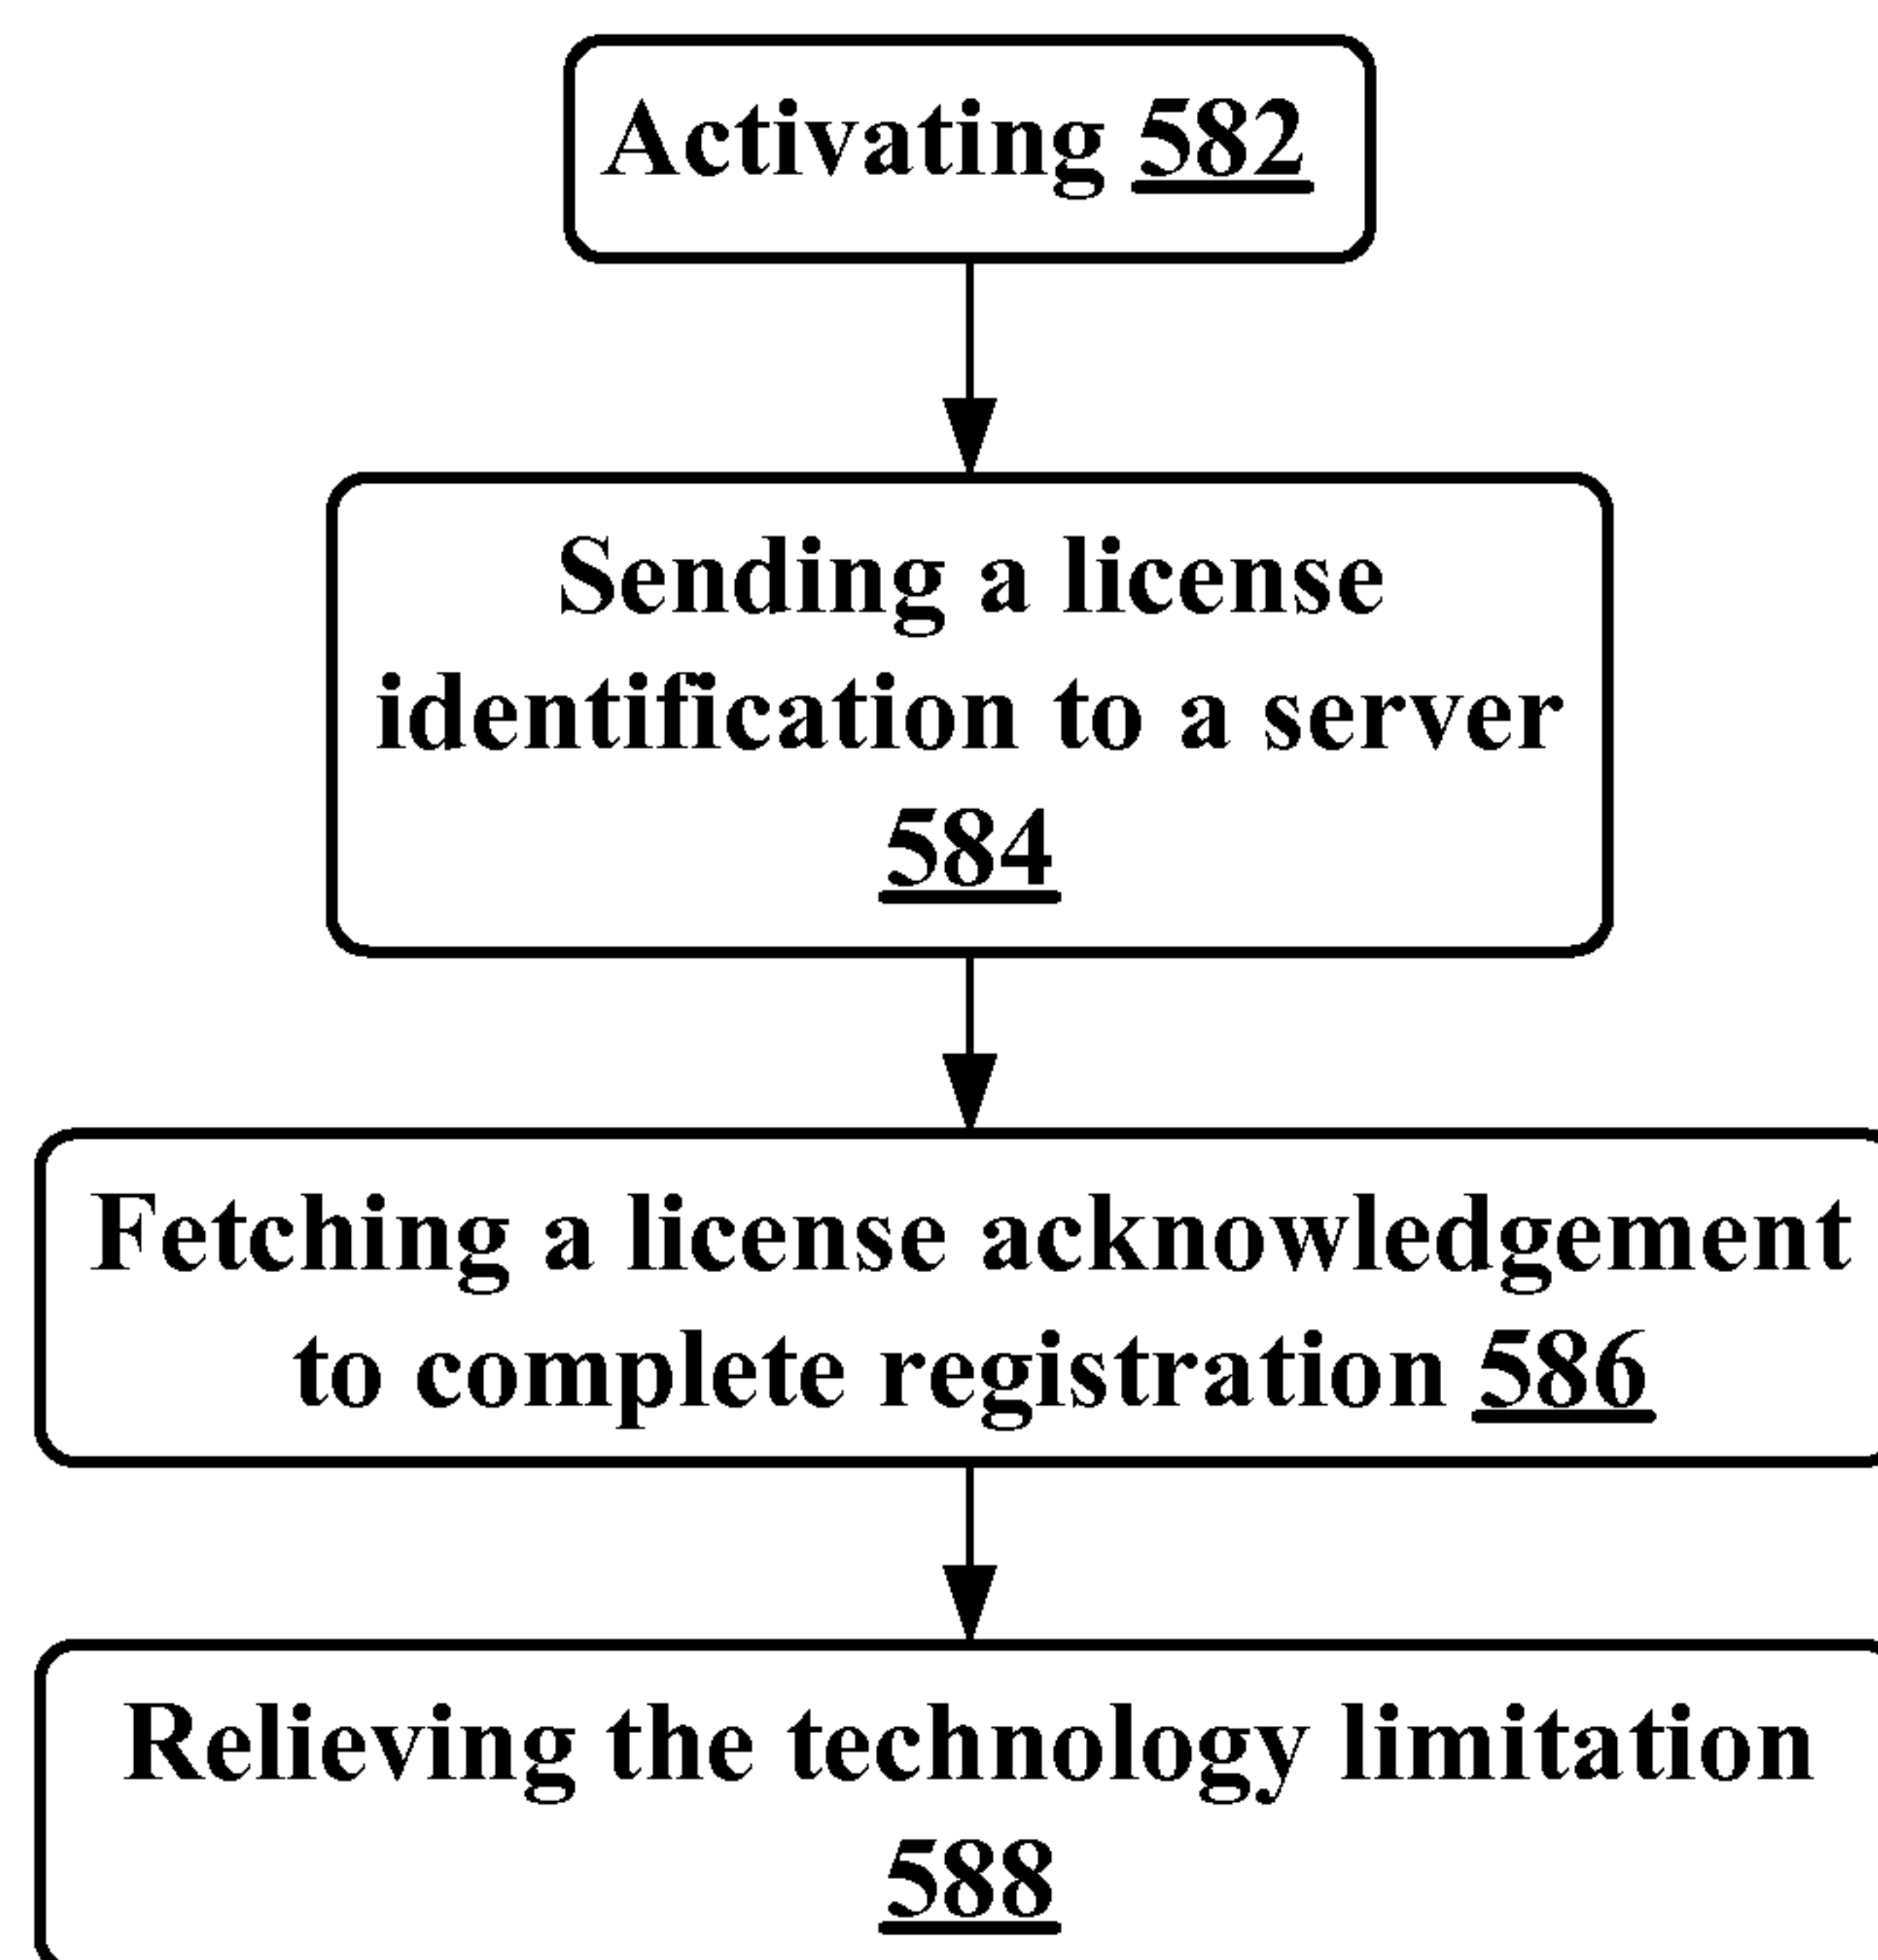 Activating 582
Sending a license
identification to a server
584
Fetching a license acknowledgement
to complete registration 586
Relieving the technology limitation
588